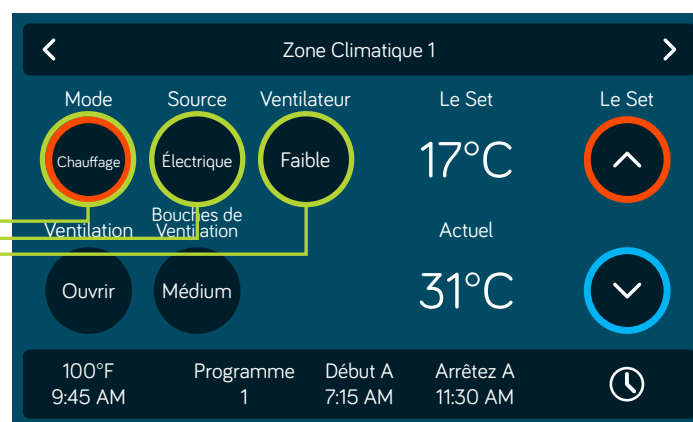 Zone Climatique 1
Mode Source Ventilateur Le Set Le Set
Chauffage Électrique Faible 17°C
Ventilation Bouches de Ventilation Actuel
Ouvrir Médium 31°C
100°F Programme Début A Arrêtez A
9:45 AM 1 7:15 AM 11:30 AM